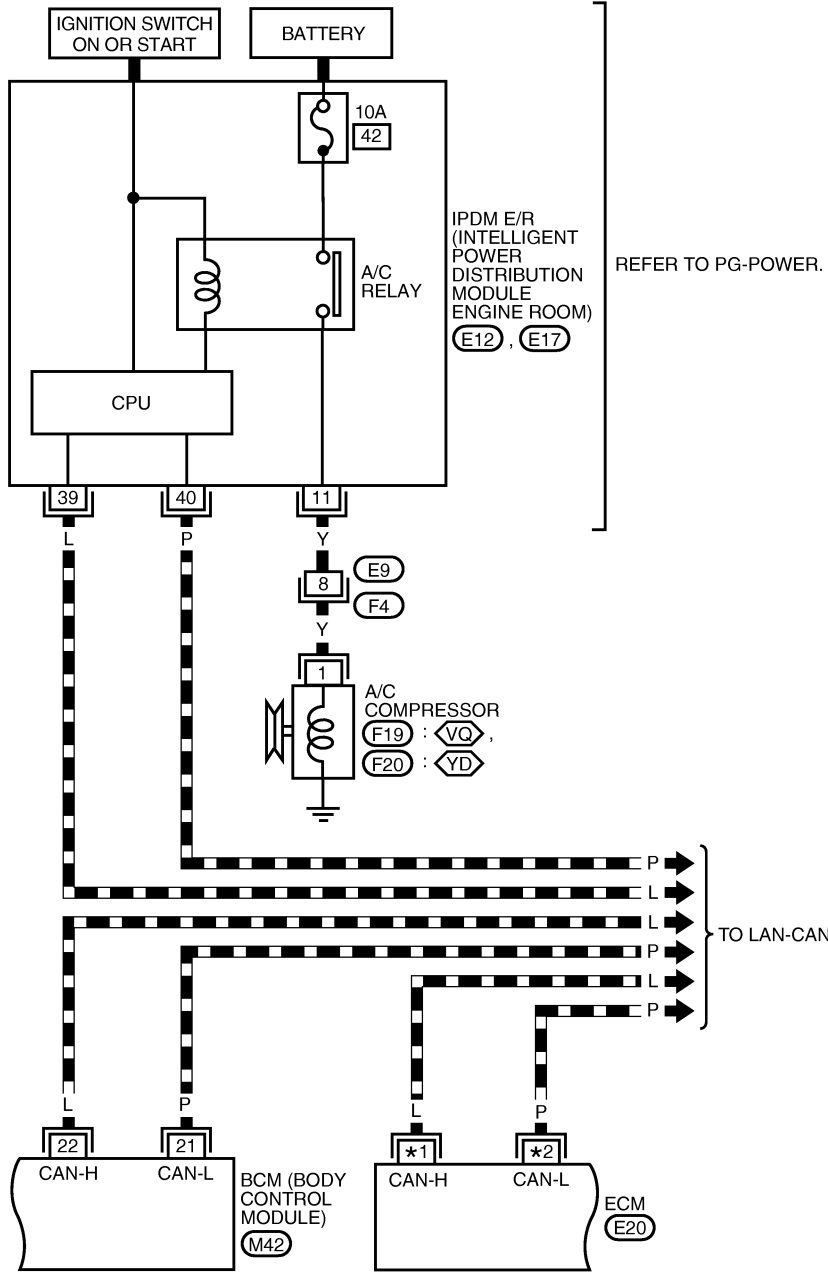 IGNITION SWITCH
ON OR START
BATTERY
10A
42
IPDM E/R
(INTELLIGENT
POWER
DISTRIBUTION
MODULE
ENGINE ROOM)
E12 , E17
REFER TO PG-POWER.
A/C
RELAY
CPU
39
40
11
L
P
Y
8
E9
F4
Y
1
A/C
COMPRESSOR
F19 : VQ ,
F20 : YD
P
L
L
P
L
P
TO LAN-CAN
L
P
L
P
22
21
*1
*2
CAN-H
CAN-L
CAN-H
CAN-L
BCM (BODY
CONTROL
MODULE)
M42
ECM
E20